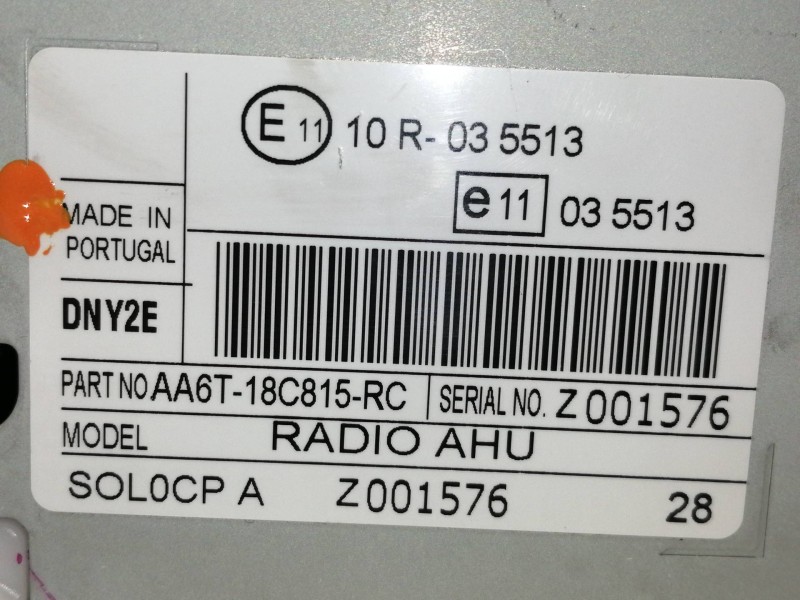 E 11 10 R- 03 5513
e 11 03 5513
MADE IN
PORTUGAL
DNY2E
PART NO AA6T-18C815-RC SERIAL NO. Z001576
MODEL RADIO AHU
SOL0CP A Z001576 28